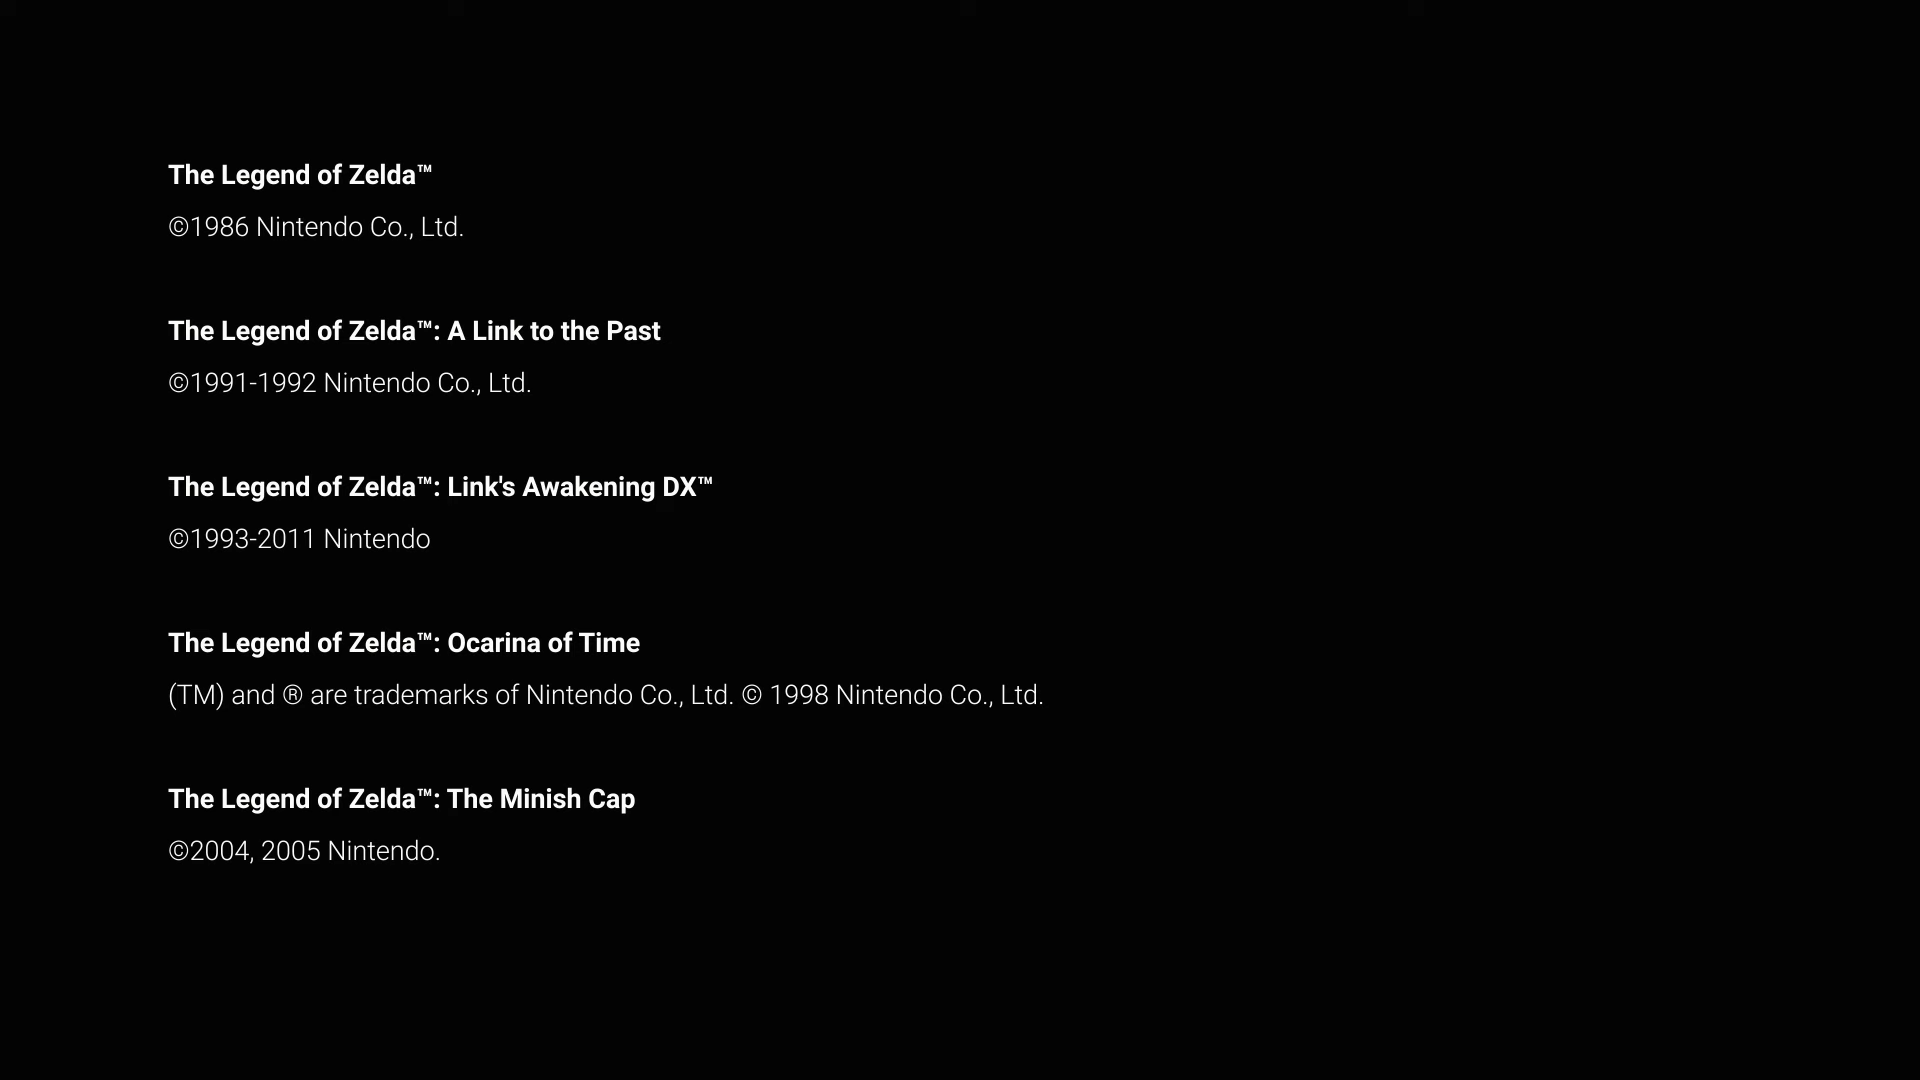 The Legend of Zelda™
©1986 Nintendo Co., Ltd.
The Legend of Zelda™: A Link to the Past
©1991-1992 Nintendo Co., Ltd.
The Legend of Zelda™: Link's Awakening DX™
©1993-2011 Nintendo
The Legend of Zelda™: Ocarina of Time
(TM) and ® are trademarks of Nintendo Co., Ltd. © 1998 Nintendo Co., Ltd.
The Legend of Zelda™: The Minish Cap
©2004, 2005 Nintendo.